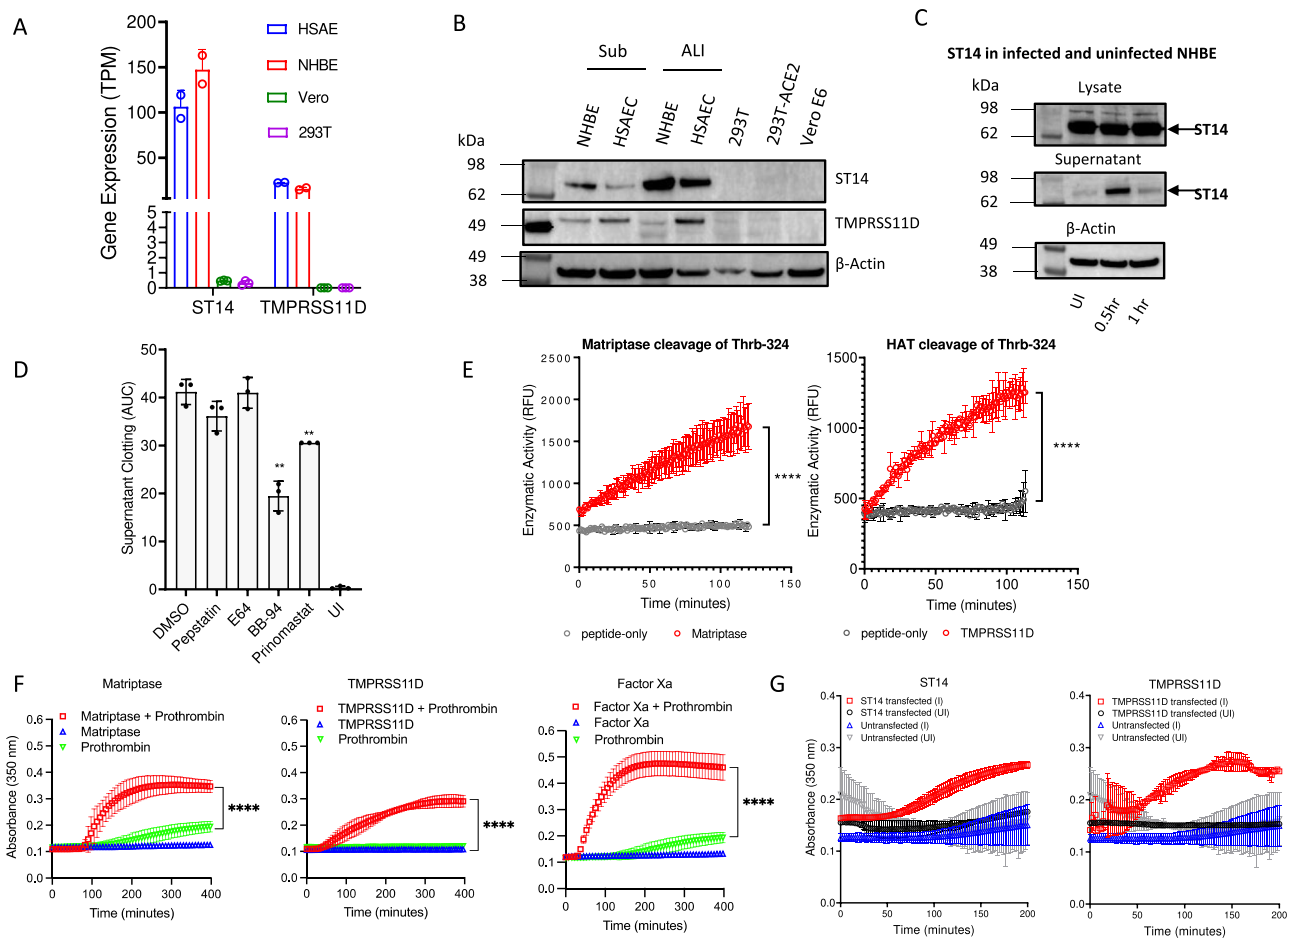 A
Gene Expression (TPM)
200
150
100
50
5
4
3
2
1
0
HSAE
NHBE
Vero
293T
ST14
TMPRSS11D
B
Sub
ALI
NHBE
HSAEC
NHBE
HSAEC
293T
293T-ACE2
Vero E6
kDa
98
62
ST14
49
TMPRSS11D
49
38
β-Actin
C
ST14 in infected and uninfected NHBE
kDa
Lysate
98
62
ST14
Supernatant
98
62
ST14
β-Actin
49
38
UI
0.5hr
1 hr
D
Supernatant Clotting (AUC)
50
40
30
20
10
0
**
**
DMSO
Pepstatin
E64
BB-94
Prinomastat
UI
E
Matriptase cleavage of Thrb-324
Enzymatic Activity (RFU)
2500
2000
1500
1000
500
0
****
0
50
100
150
Time (minutes)
peptide-only
Matriptase
HAT cleavage of Thrb-324
Enzymatic Activity (RFU)
1500
1000
500
0
****
0
50
100
150
Time (minutes)
peptide-only
TMPRSS11D
F
Matriptase
Absorbance (350 nm)
0.6
0.5
0.4
0.3
0.2
0.1
0.0
Matriptase + Prothrombin
Matriptase
Prothrombin
****
0
100
200
300
400
Time (minutes)
TMPRSS11D
0.6
0.5
0.4
0.3
0.2
0.1
0.0
TMPRSS11D + Prothrombin
TMPRSS11D
Prothrombin
****
0
100
200
300
400
Time (minutes)
Factor Xa
0.6
0.5
0.4
0.3
0.2
0.1
0.0
Factor Xa + Prothrombin
Factor Xa
Prothrombin
****
0
100
200
300
400
Time (minutes)
G
ST14
Absorbance (350 nm)
0.4
0.3
0.2
0.1
0.0
ST14 transfected (I)
ST14 transfected (UI)
Untransfected (I)
Untransfected (UI)
0
50
100
150
200
Time (minutes)
TMPRSS11D
0.4
0.3
0.2
0.1
0.0
TMPRSS11D transfected (I)
TMPRSS11D transfected (UI)
Untransfected (I)
Untransfected (UI)
0
50
100
150
200
Time (minutes)